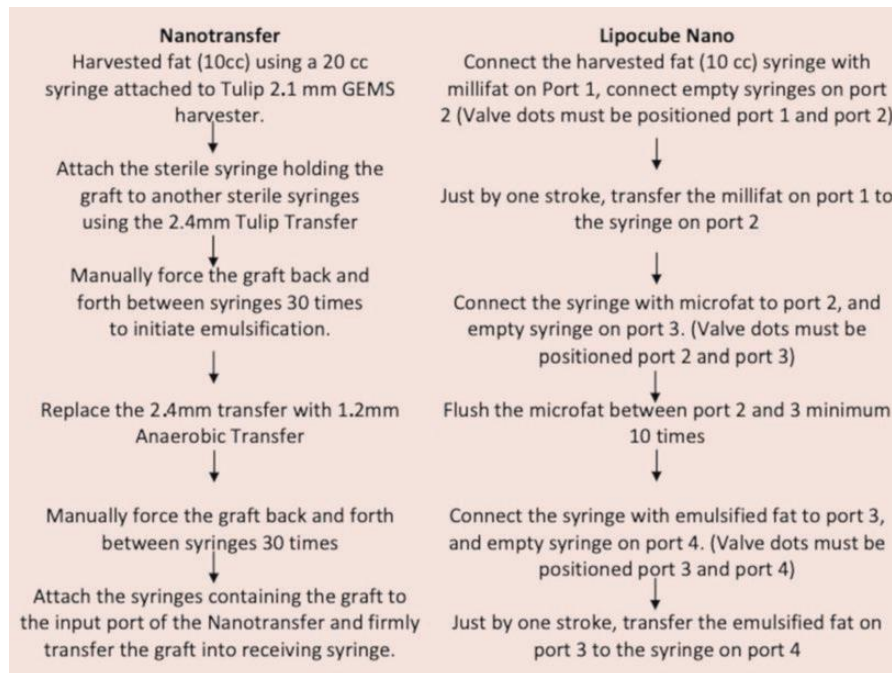 Nanotransfer
Harvested fat (10cc) using a 20 cc
syringe attached to Tulip 2.1 mm GEMS
harvester.
Attach the sterile syringe holding the
graft to another sterile syringes
using the 2.4mm Tulip Transfer
Manually force the graft back and
forth between syringes 30 times
to initiate emulsification.
Replace the 2.4mm transfer with 1.2mm
Anaerobic Transfer
Manually force the graft back and forth
between syringes 30 times
Attach the syringes containing the graft to
the input port of the Nanotransfer and firmly
transfer the graft into receiving syringe.
Lipocube Nano
Connect the harvested fat (10 cc) syringe with
millifat on Port 1, connect empty syringes on port
2 (Valve dots must be positioned port 1 and port 2)
Just by one stroke, transfer the millifat on port 1 to
the syringe on port 2
Connect the syringe with microfat to port 2, and
empty syringe on port 3. (Valve dots must be
positioned port 2 and port 3)
Flush the microfat between port 2 and 3 minimum
10 times
Connect the syringe with emulsified fat to port 3,
and empty syringe on port 4. (Valve dots must be
positioned port 3 and port 4)
Just by one stroke, transfer the emulsified fat on
port 3 to the syringe on port 4